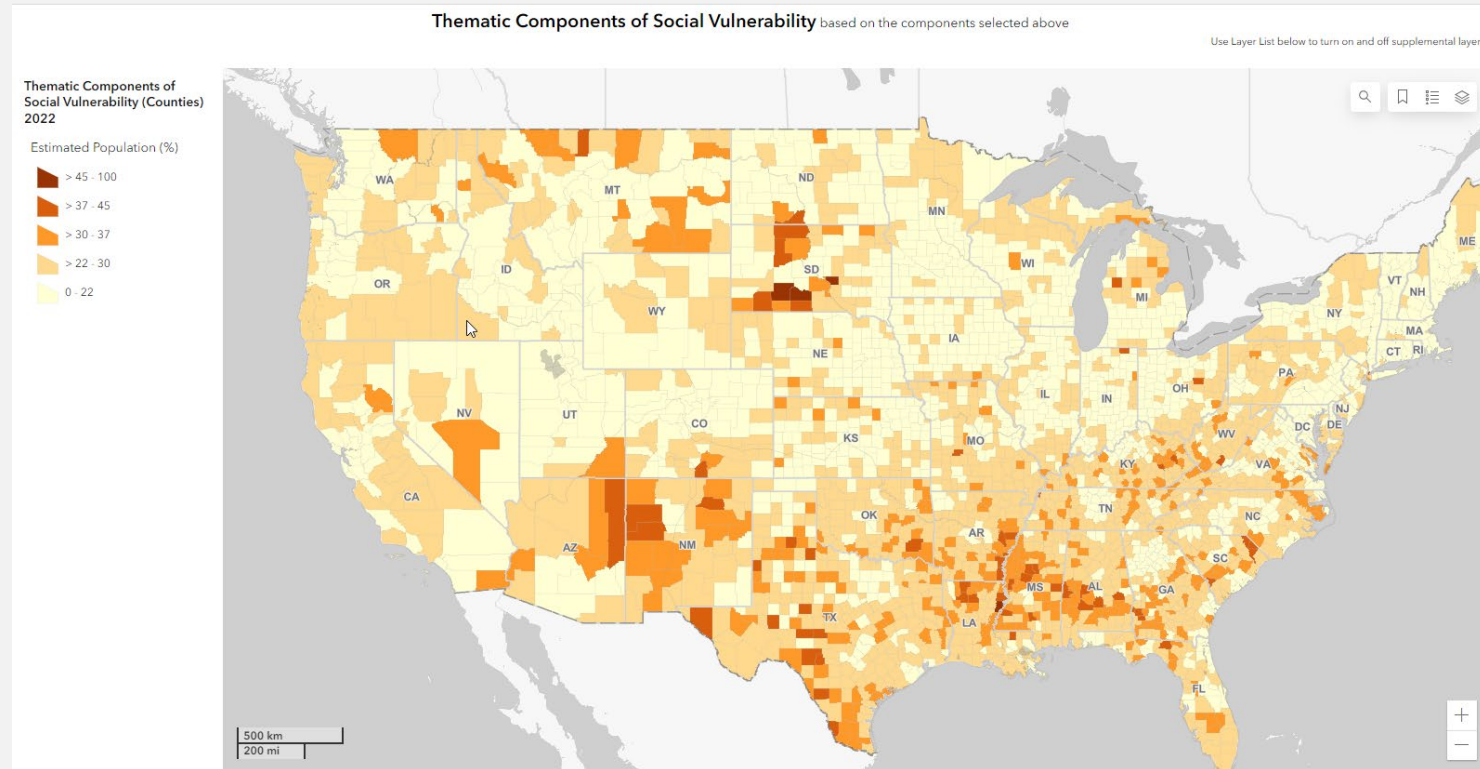 Thematic Components of Social Vulnerability based on the components selected above
Use Layer List below to turn on and off supplemental layer
Thematic Components of
Social Vulnerability (Counties)
2022
Estimated Population (%)
> 45 - 100
> 37 - 45
> 30 - 37
> 22 - 30
0 - 22
WA
MT
ND
MN
ME
OR
ID
SD
WI
MI
VT
NH
WY
NY
MA
CT
RI
NE
IA
PA
NV
UT
CO
IL
IN
OH
NJ
DC
DE
KS
MO
WV
VA
CA
KY
AZ
NM
OK
AR
TN
NC
SC
MS
AL
GA
TX
LA
FL
500 km
200 mi